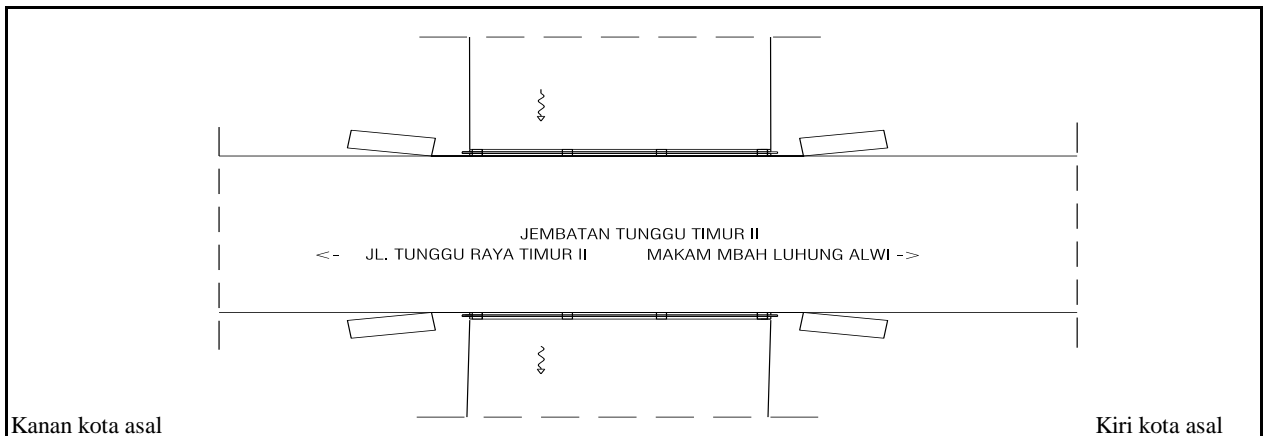 JEMBATAN TUNGGU TIMUR II
<- JL. TUNGGU RAYA TIMUR II MAKAM MBAH LUHUNG ALWI ->
Kanan kota asal Kiri kota asal